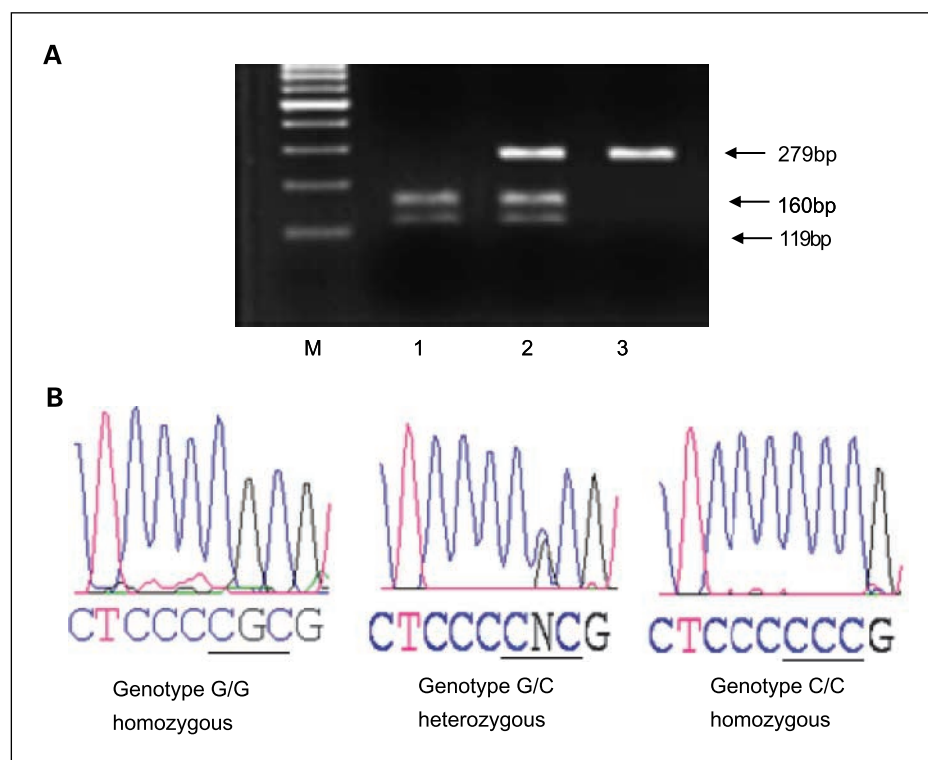 A
279bp
160bp
119bp
M 1 2 3
B
CTCCCCGCG CTCCCCNCG CTCCCCCCG
Genotype G/G
homozygous
Genotype G/C
heterozygous
Genotype C/C
homozygous